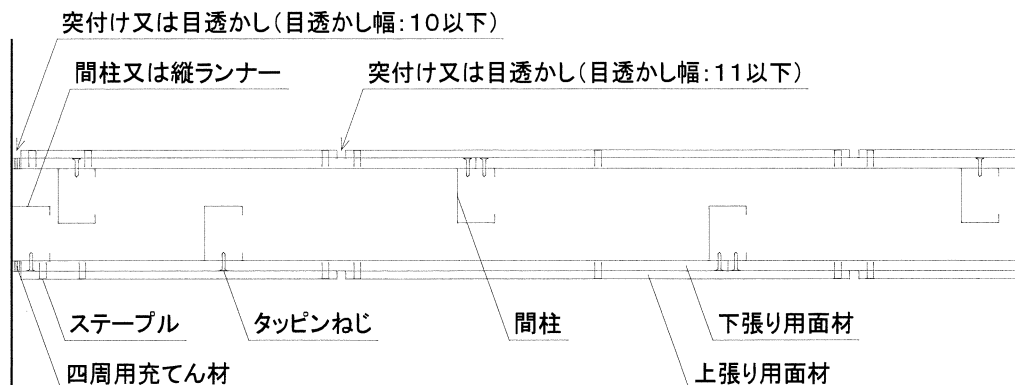 突付け又は目透かし(目透かし幅:10以下)
間柱又は縦ランナー
突付け又は目透かし(目透かし幅:11以下)
ステープル
タッピンねじ
間柱
下張り用面材
四周用充てん材
上張り用面材